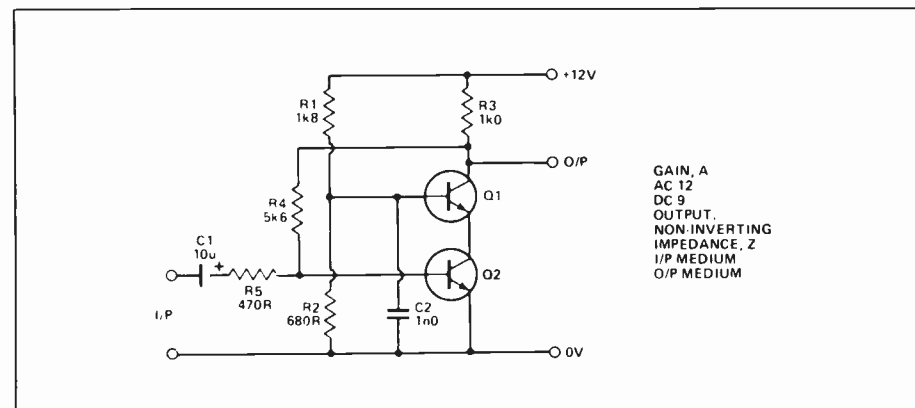 +12V
R1
1k8
R3
1k0
O/P
R4
5k6
Q1
GAIN, A
AC 12
DC 9
OUTPUT,
NON-INVERTING
IMPEDANCE, Z
I/P MEDIUM
O/P MEDIUM
C1
10u
+
Q2
R5
470R
R2
680R
C2
1n0
I/P
0V